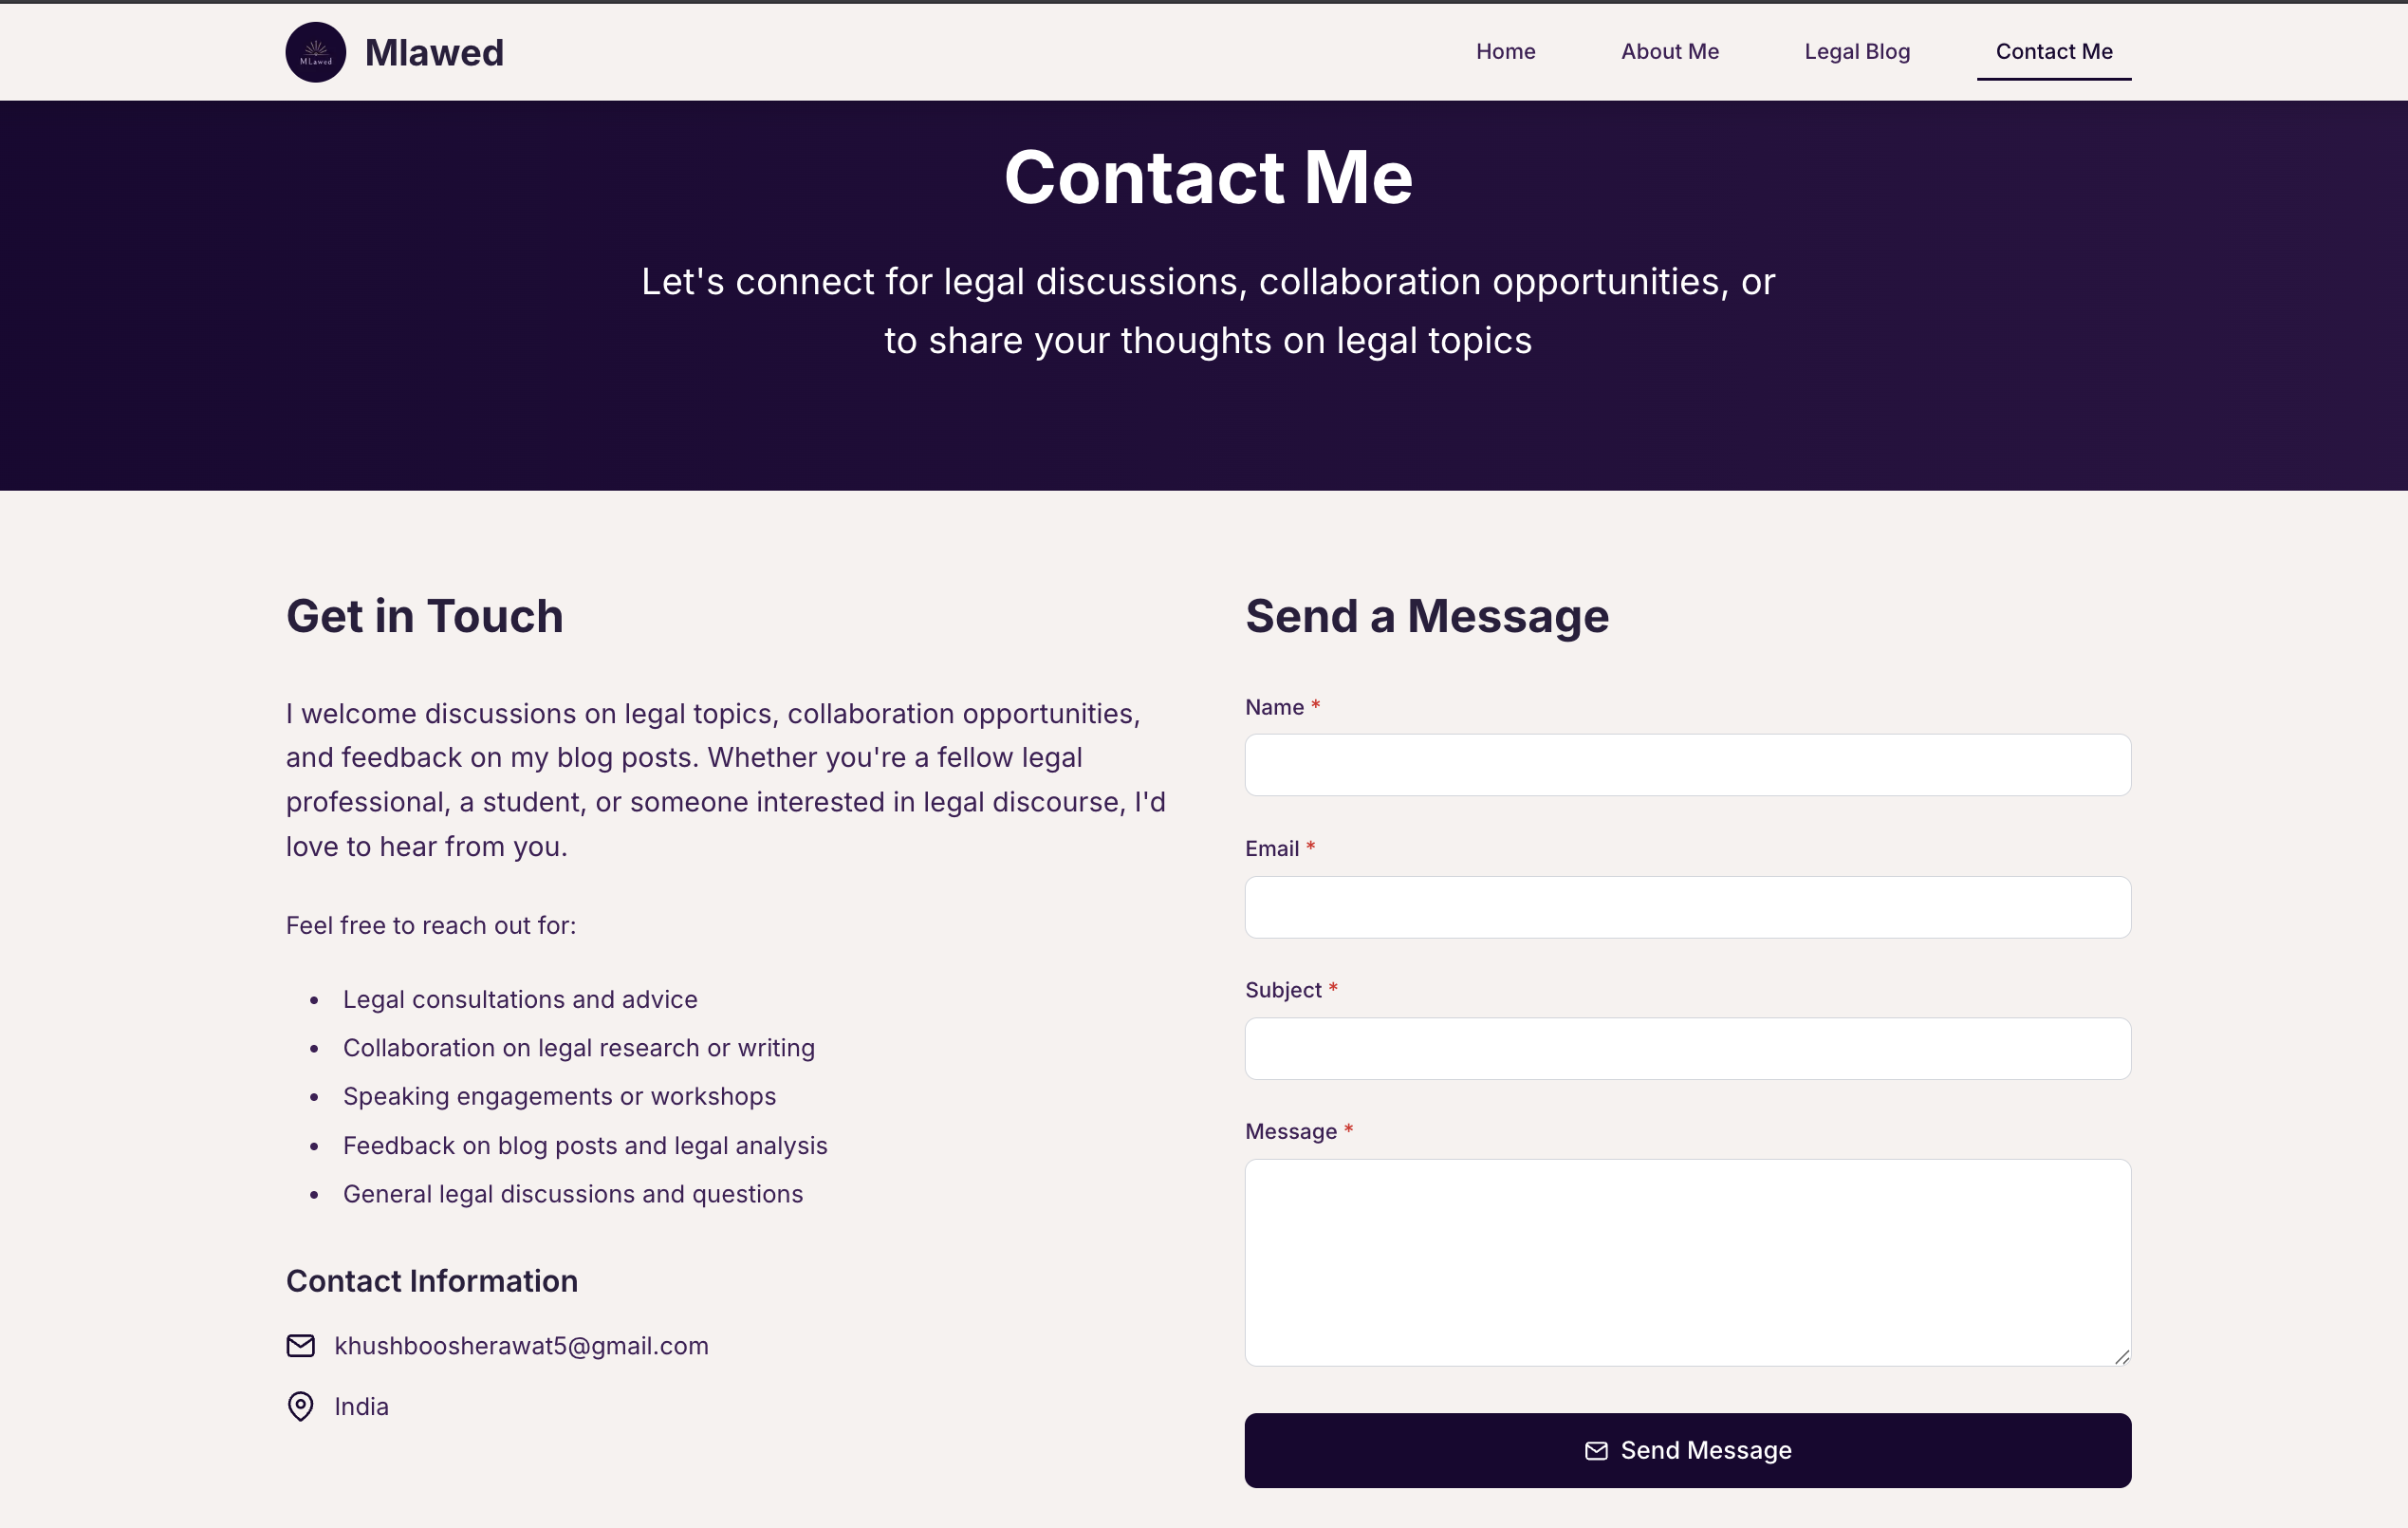 MLawed
Mlawed
Home
About Me
Legal Blog
Contact Me
Contact Me
Let's connect for legal discussions, collaboration opportunities, or
to share your thoughts on legal topics
Get in Touch
I welcome discussions on legal topics, collaboration opportunities,
and feedback on my blog posts. Whether you're a fellow legal
professional, a student, or someone interested in legal discourse, I'd
love to hear from you.
Feel free to reach out for:
• Legal consultations and advice
• Collaboration on legal research or writing
• Speaking engagements or workshops
• Feedback on blog posts and legal analysis
• General legal discussions and questions
Contact Information
khushboosherawat5@gmail.com
India
Send a Message
Name *
Email *
Subject *
Message *
Send Message